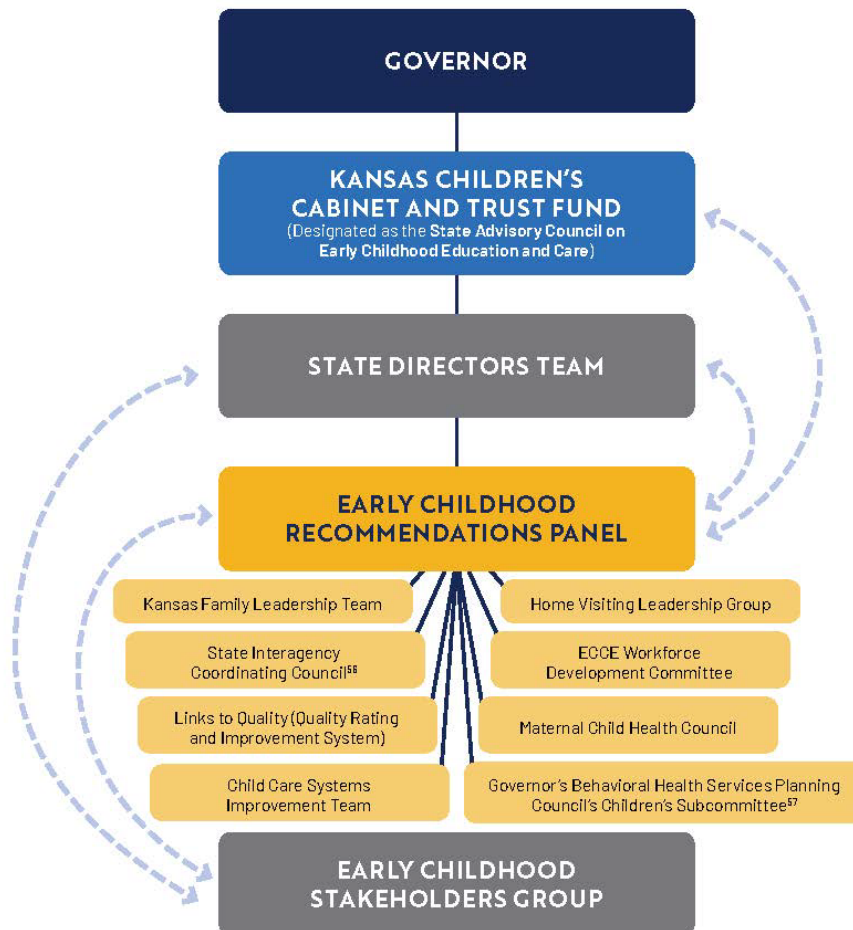 GOVERNOR
KANSAS CHILDREN'S
CABINET AND TRUST FUND
(Designated as the State Advisory Council on
Early Childhood Education and Care)
STATE DIRECTORS TEAM
EARLY CHILDHOOD
RECOMMENDATIONS PANEL
Kansas Family Leadership Team
Home Visiting Leadership Group
State Interagency
Coordinating Council⁵⁶
ECCE Workforce
Development Committee
Links to Quality (Quality Rating
and Improvement System)
Maternal Child Health Council
Child Care Systems
Improvement Team
Governor's Behavioral Health Services Planning
Council's Children's Subcommittee⁵⁷
EARLY CHILDHOOD
STAKEHOLDERS GROUP